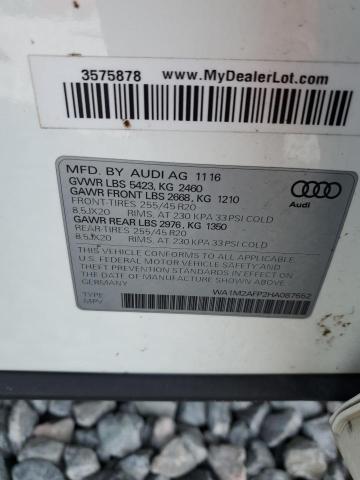 3575878 www.MyDealerLot.com
MFD. BY AUDI AG 11 16
GVWR LBS 5423, KG 2460
GAWR FRONT LBS 2668, KG 1210
FRONT-TIRES 255/45 R20
8.5JX20 RIMS, AT 230 KPA 33PSI COLD
GAWR REAR LBS 2976, KG 1350
REAR-TIRES 255/45 R20
8.5JX20 RIMS, AT 230 KPA 33PSI COLD
THIS VEHICLE CONFORMS TO ALL APPLICABLE
U.S. FEDERAL MOTOR VEHICLE SAFETY, BUMPER AND
THEFT PREVENTION STANDARDS IN EFFECT ON
THE DATE OF MANUFACTURE SHOWN ABOVE
GERMANY
Audi
TYPE WA1M2AFP2HA087552
MPV